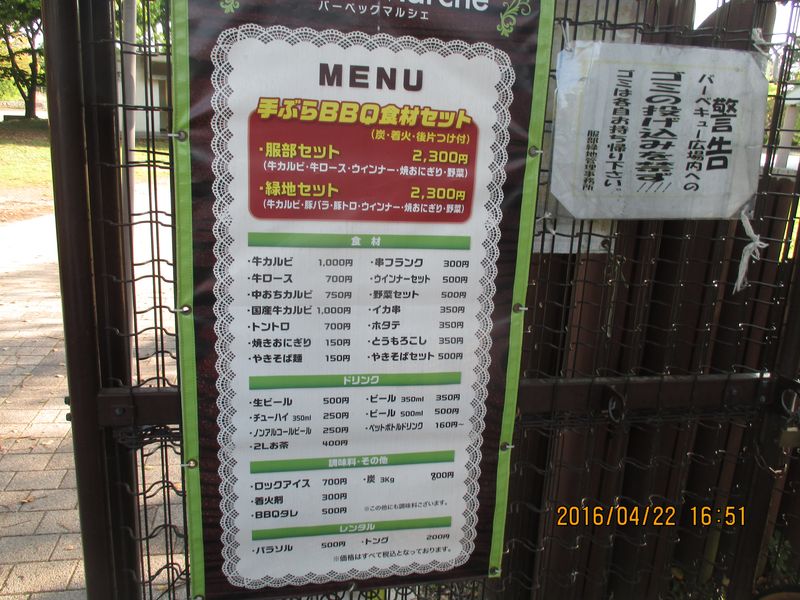 バーベックマルシェ
MENU
手ぶらBBQ食材セット
(炭・着火・後片つけ付)
・服部セット 2,300円
(牛カルビ・牛ロース・ウインナー・焼おにぎり・野菜)
・緑地セット 2,300円
(牛カルビ・豚バラ・豚トロ・ウインナー・焼おにぎり・野菜)
食材
・牛カルビ 1,000円 ・串フランク 300円
・牛ロース 700円 ・ウインナーセット 500円
・中おちカルビ 750円 ・野菜セット 500円
・国産牛カルビ 1,000円 ・イカ串 350円
・トントロ 700円 ・ホタテ 350円
・焼きおにぎり 150円 ・とうもろこし 350円
・やきそば麺 150円 ・やきそばセット 500円
ドリンク
・生ビール 500円 ・ビール 350ml 350円
・チューハイ 350ml 250円 ・ビール 500ml 500円
・ノンアルコールビール 250円 ・ペットボトルドリンク 160円～
・2Lお茶 400円
調味料・その他
・ロックアイス 700円 ・炭 3Kg 800円
・着火剤 300円
・BBQタレ 500円 ※この他にも調味料ございます。
レンタル
・パラソル 500円 ・トング 200円
※価格はすべて税込となっております。
警告
バーベキュー広場内への
ゴミの投げ込みを禁ず!!!
ゴミは各自お持ち帰り下さい。
服部緑地管理事務所
2016/04/22 16:51